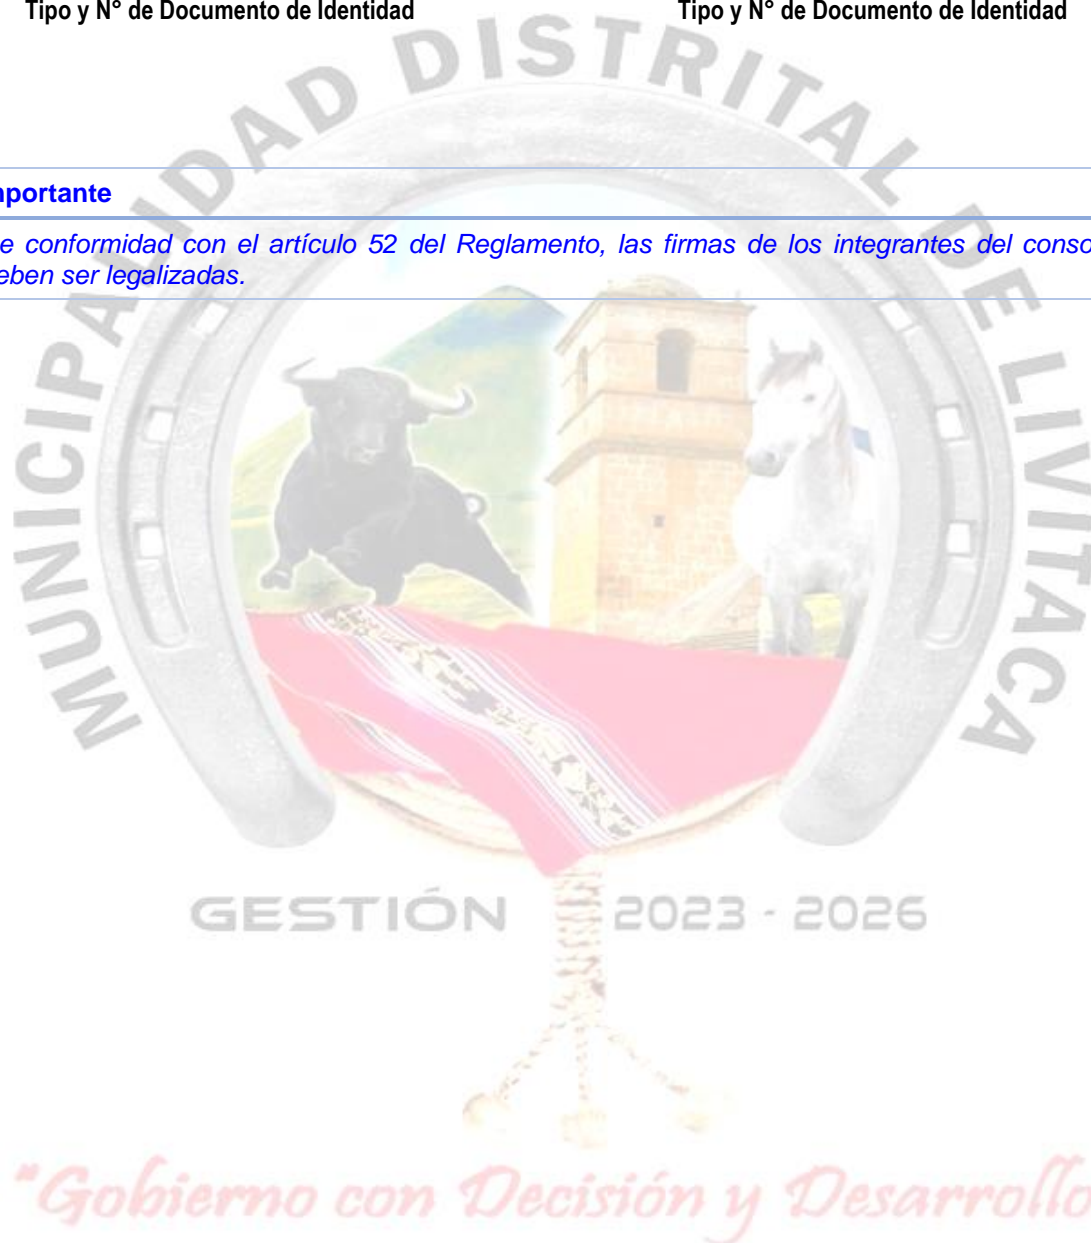 Tipo y N° de Documento de Identidad Tipo y N° de Documento de Identidad
MUNICIPALIDAD DISTRITAL DE LIVITACA
mportante
e conformidad con el artículo 52 del Reglamento, las firmas de los integrantes del conso
eben ser legalizadas.
GESTIÓN 2023 - 2026
"Gobierno con Decisión y Desarrollo